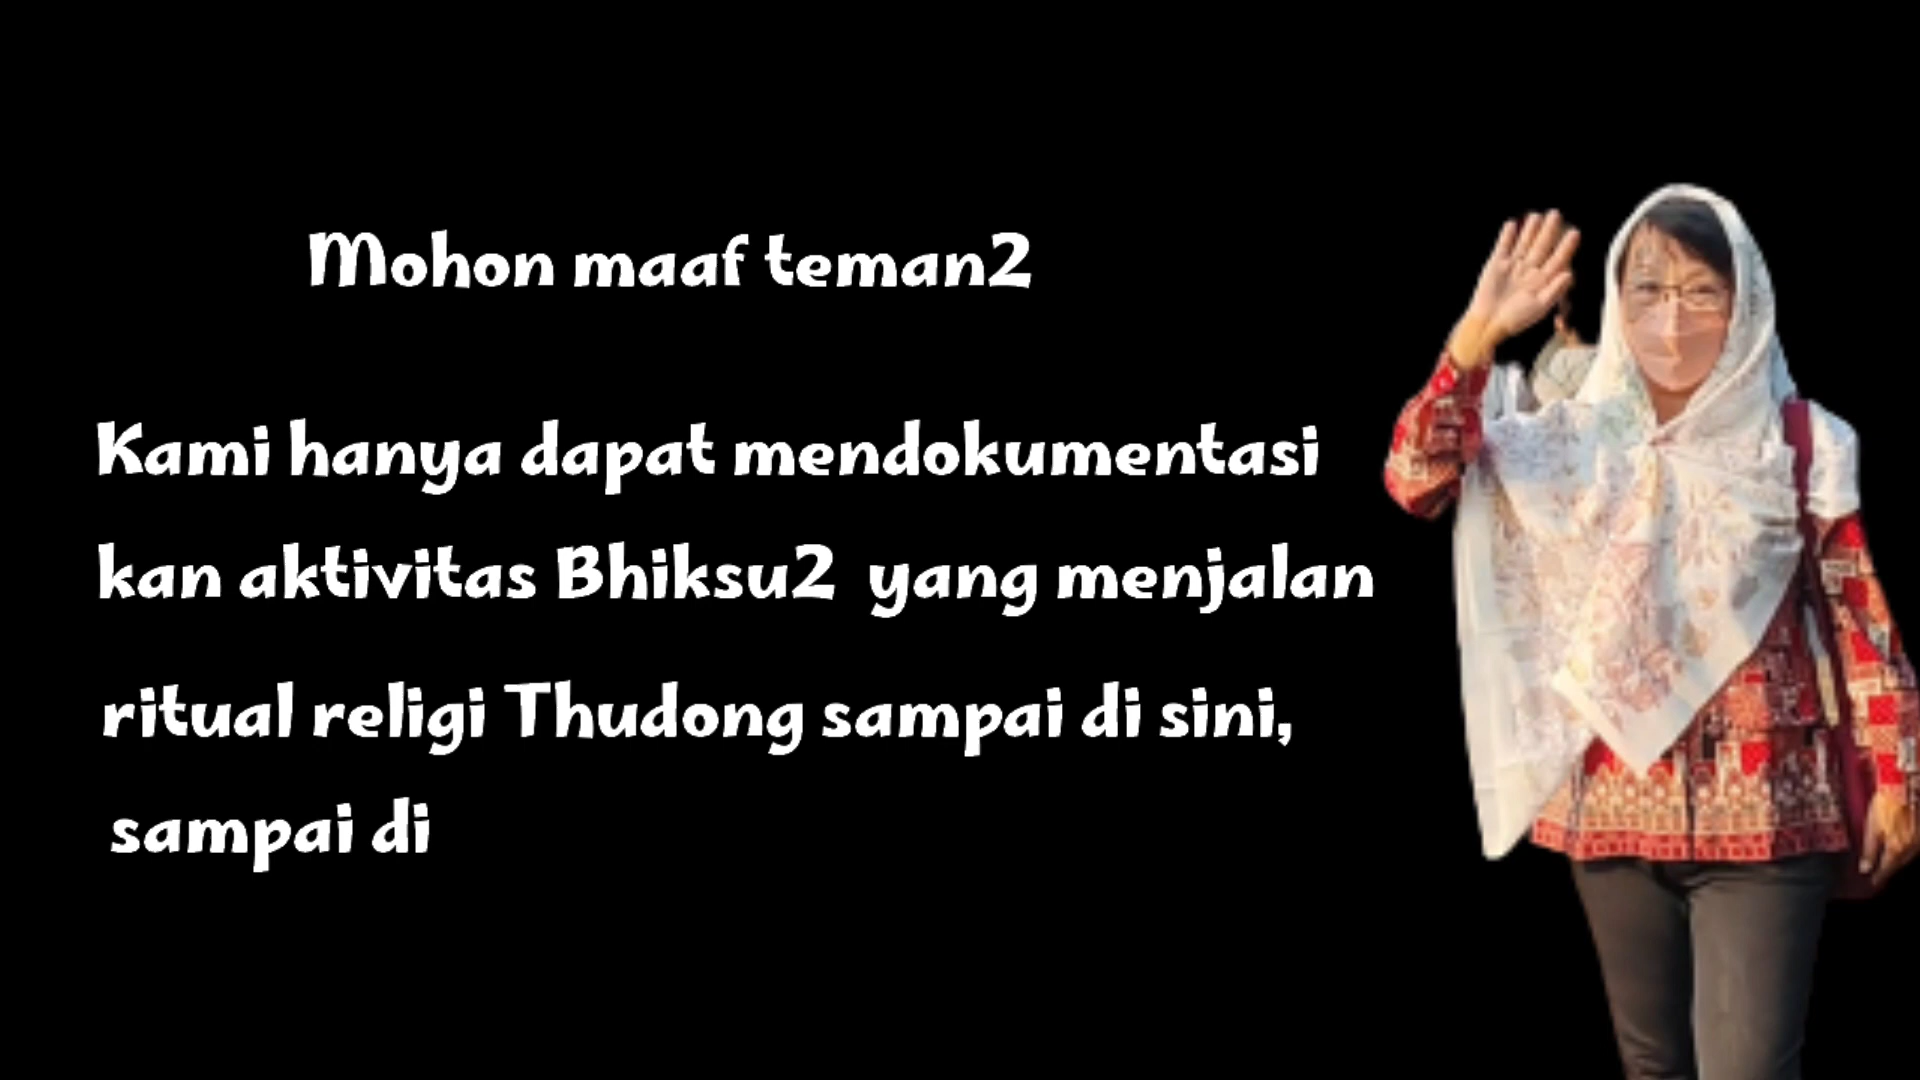 Mohon maaf teman2
Kami hanya dapat mendokumentasi
kan aktivitas Bhiksu2 yang menjalan
ritual religi Thudong sampai di sini,
sampai di